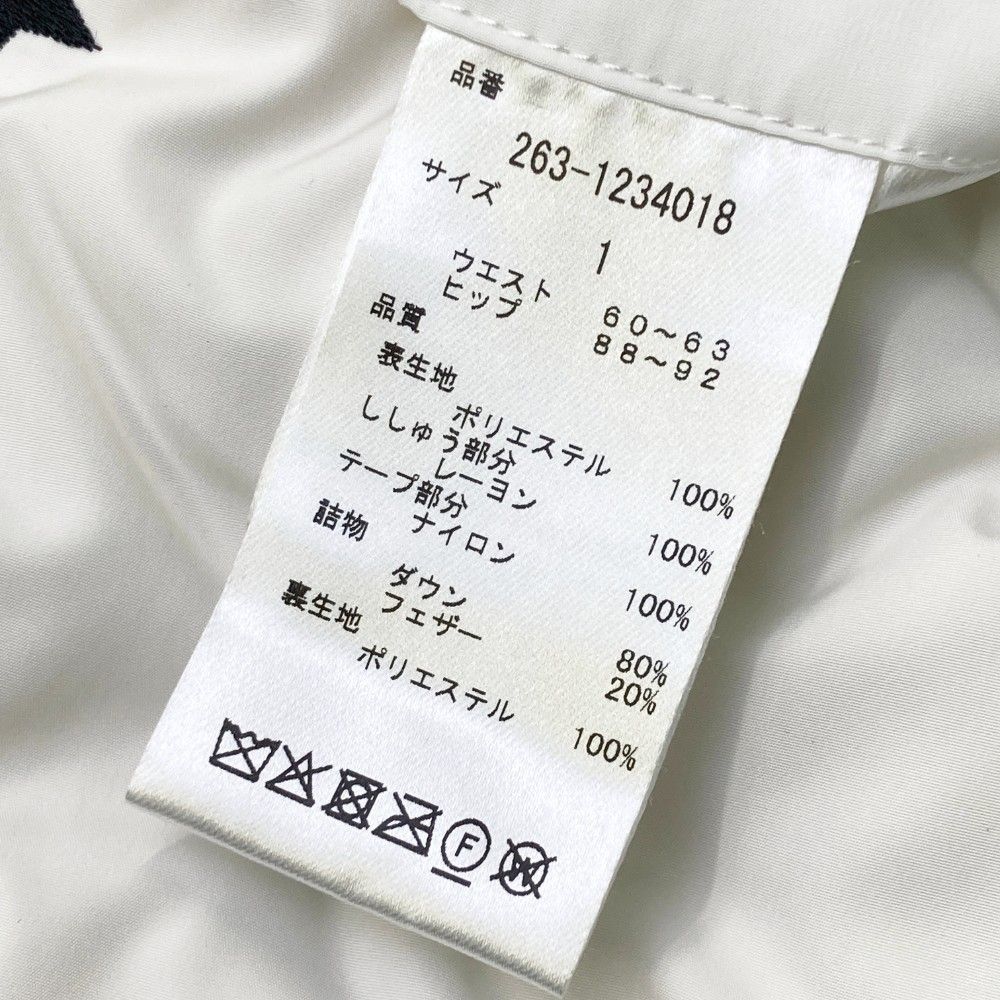 品番
263-1234018
サイズ
1
ウエスト 60～63
ヒップ 88～92
品質
表生地
ポリエステル 100%
ししゅう部分
レーヨン 100%
テープ部分
ナイロン 100%
詰物
ダウン 80%
フェザー 20%
裏生地
ポリエステル 100%
F
W